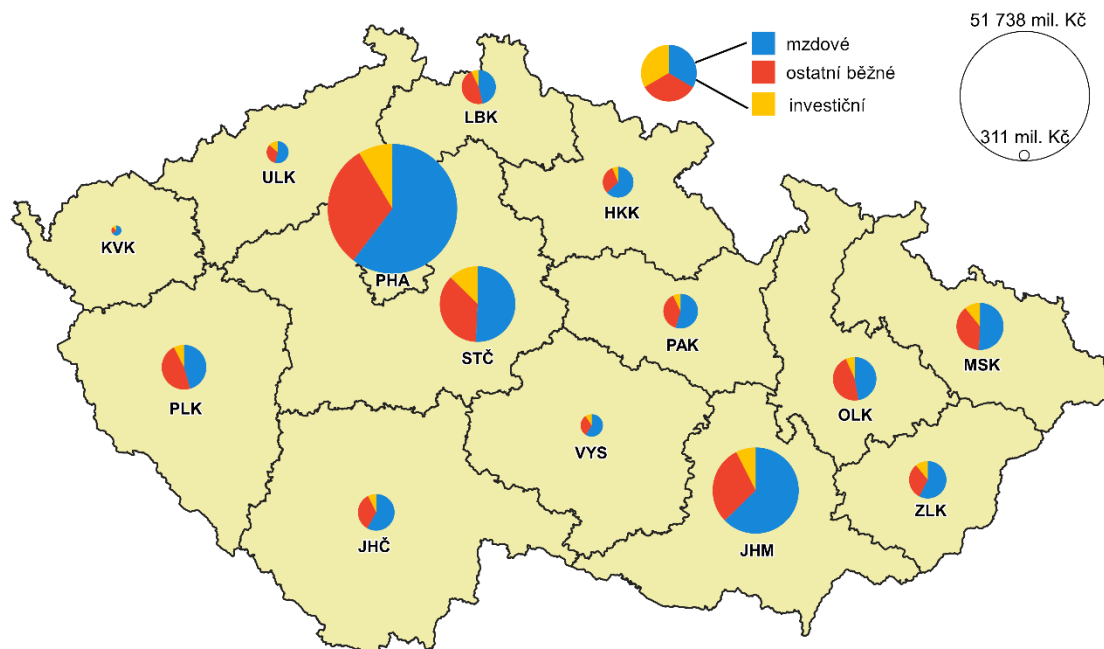 51 738 mil. Kč
mzdové
ostatní běžné
investiční
311 mil. Kč
LBK
ULK
HKK
KVK
PHA
STČ
PAK
MSK
PLK
OLK
VYS
ZLK
JHČ
JHM